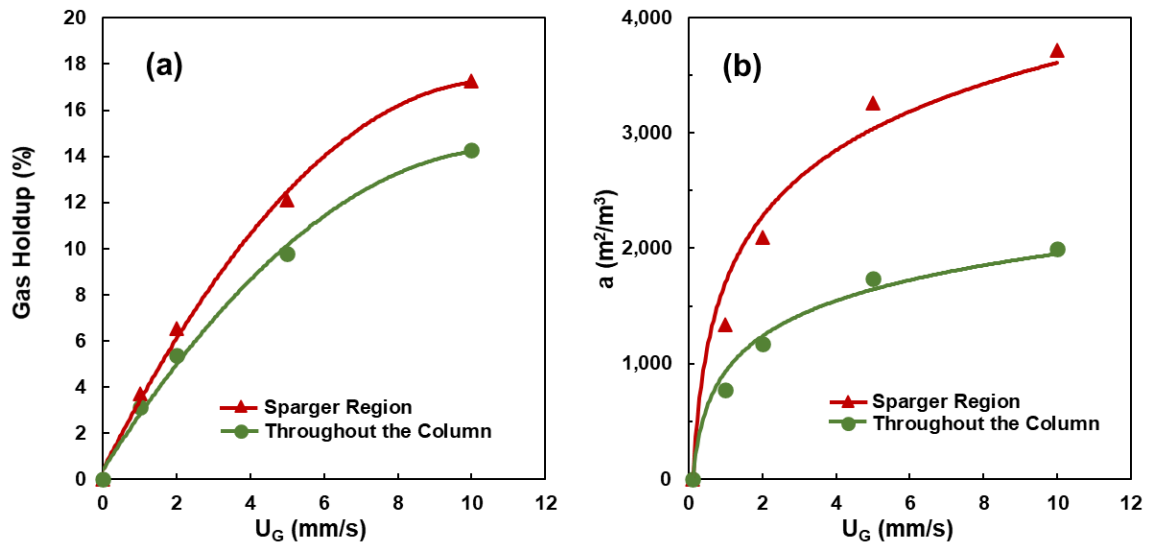 (a)
Gas Holdup (%)
20
18
16
14
12
10
8
6
4
2
0
Sparger Region
Throughout the Column
0 2 4 6 8 10 12
U_G (mm/s)
(b)
a (m²/m³)
4,000
3,000
2,000
1,000
0
Sparger Region
Throughout the Column
0 2 4 6 8 10 12
U_G (mm/s)